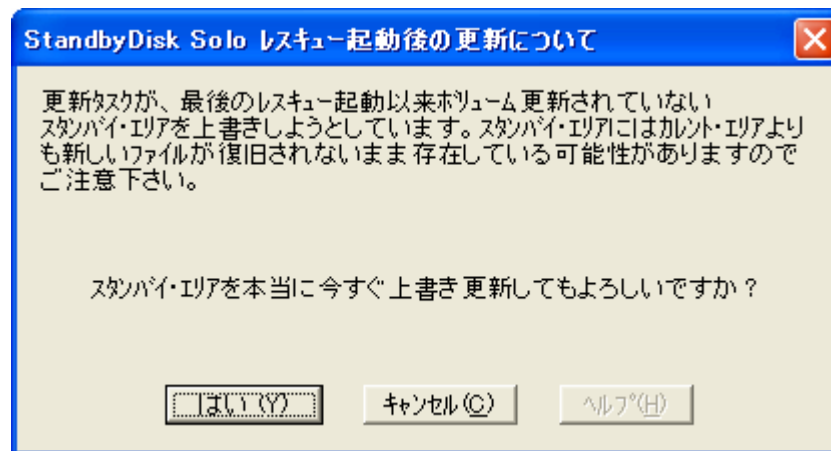 StandbyDisk Solo ﾚｽｷｭｰ起動後の更新について
更新ﾀｽｸが、最後のﾚｽｷｭｰ起動以来ﾎﾞﾘｭｰﾑ更新されていない
ｽﾀﾝﾊﾞｲ･ｴﾘｱを上書きしようとしています。ｽﾀﾝﾊﾞｲ･ｴﾘｱにはｶﾚﾝﾄ･ｴﾘｱより
も新しいﾌｧｲﾙが復旧されないまま存在している可能性がありますので
ご注意下さい。
ｽﾀﾝﾊﾞｲ･ｴﾘｱを本当に今すぐ上書き更新してもよろしいですか？
はい(Y) ｷｬﾝｾﾙ(C) ﾍﾙﾌﾟ(H)